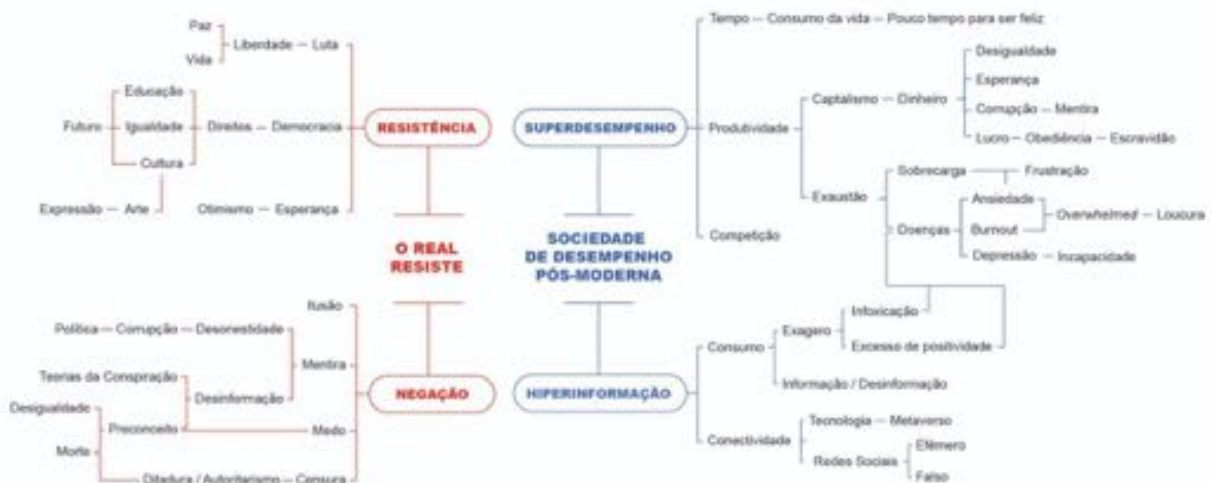 Paz
Vida
Liberdade — Luta
Educação
Futuro
Igualdade
Direitos — Democracia
Cultura
Expressão — Arte
Otimismo — Esperança
RESISTÊNCIA
O REAL
RESISTE
Ilusão
Política — Corrupção — Desonestidade
Mentira
Teorias da Conspiração
Desinformação
Desigualdade
Preconceito
Medo
Morte
Ditadura / Autoritarismo — Censura
NEGAÇÃO
SUPERDESEMPENHO
SOCIEDADE
DE DESEMPENHO
PÓS-MODERNA
HIPERINFORMAÇÃO
Tempo — Consumo da vida — Pouco tempo para ser feliz
Produtividade
Captalismo — Dinheiro
Desigualdade
Esperança
Corrupção — Mentira
Lucro — Obediência — Escravidão
Exaustão
Sobrecarga
Frustração
Doenças
Ansiedade
Burnout
Overwhelmed — Loucura
Depressão — Incapacidade
Competição
Consumo
Exagero
Infoxicação
Excesso de positividade
Informação / Desinformação
Conectividade
Tecnologia — Metaverso
Redes Sociais
Efêmero
Falso